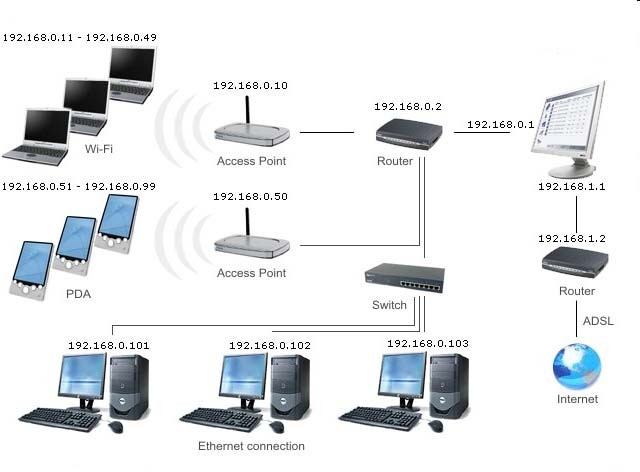 192.168.0.11 - 192.168.0.49
192.168.0.10
192.168.0.2
192.168.0.1
Wi-Fi
Access Point
Router
192.168.0.51 - 192.168.0.99
192.168.0.50
192.168.1.1
192.168.1.2
Access Point
PDA
Router
Switch
ADSL
192.168.0.101
192.168.0.102
192.168.0.103
Internet
Ethernet connection